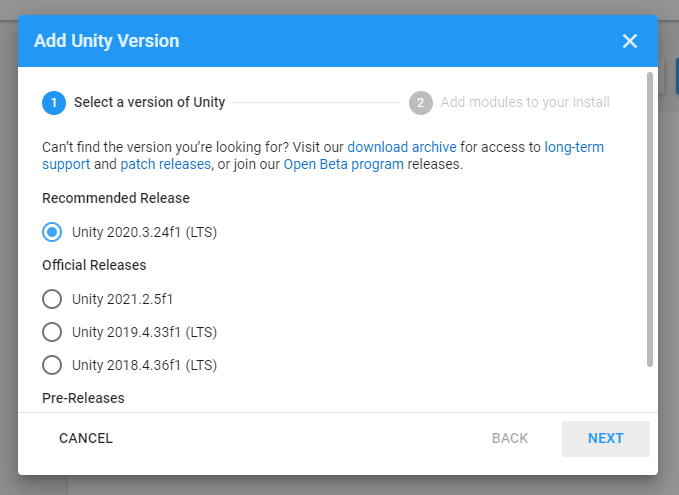 Add Unity Version
1 Select a version of Unity 2 Add modules to your install
Can't find the version you're looking for? Visit our download archive for access to long-term
support and patch releases, or join our Open Beta program releases.
Recommended Release
Unity 2020.3.24f1 (LTS)
Official Releases
Unity 2021.2.5f1
Unity 2019.4.33f1 (LTS)
Unity 2018.4.36f1 (LTS)
Pre-Releases
CANCEL BACK NEXT